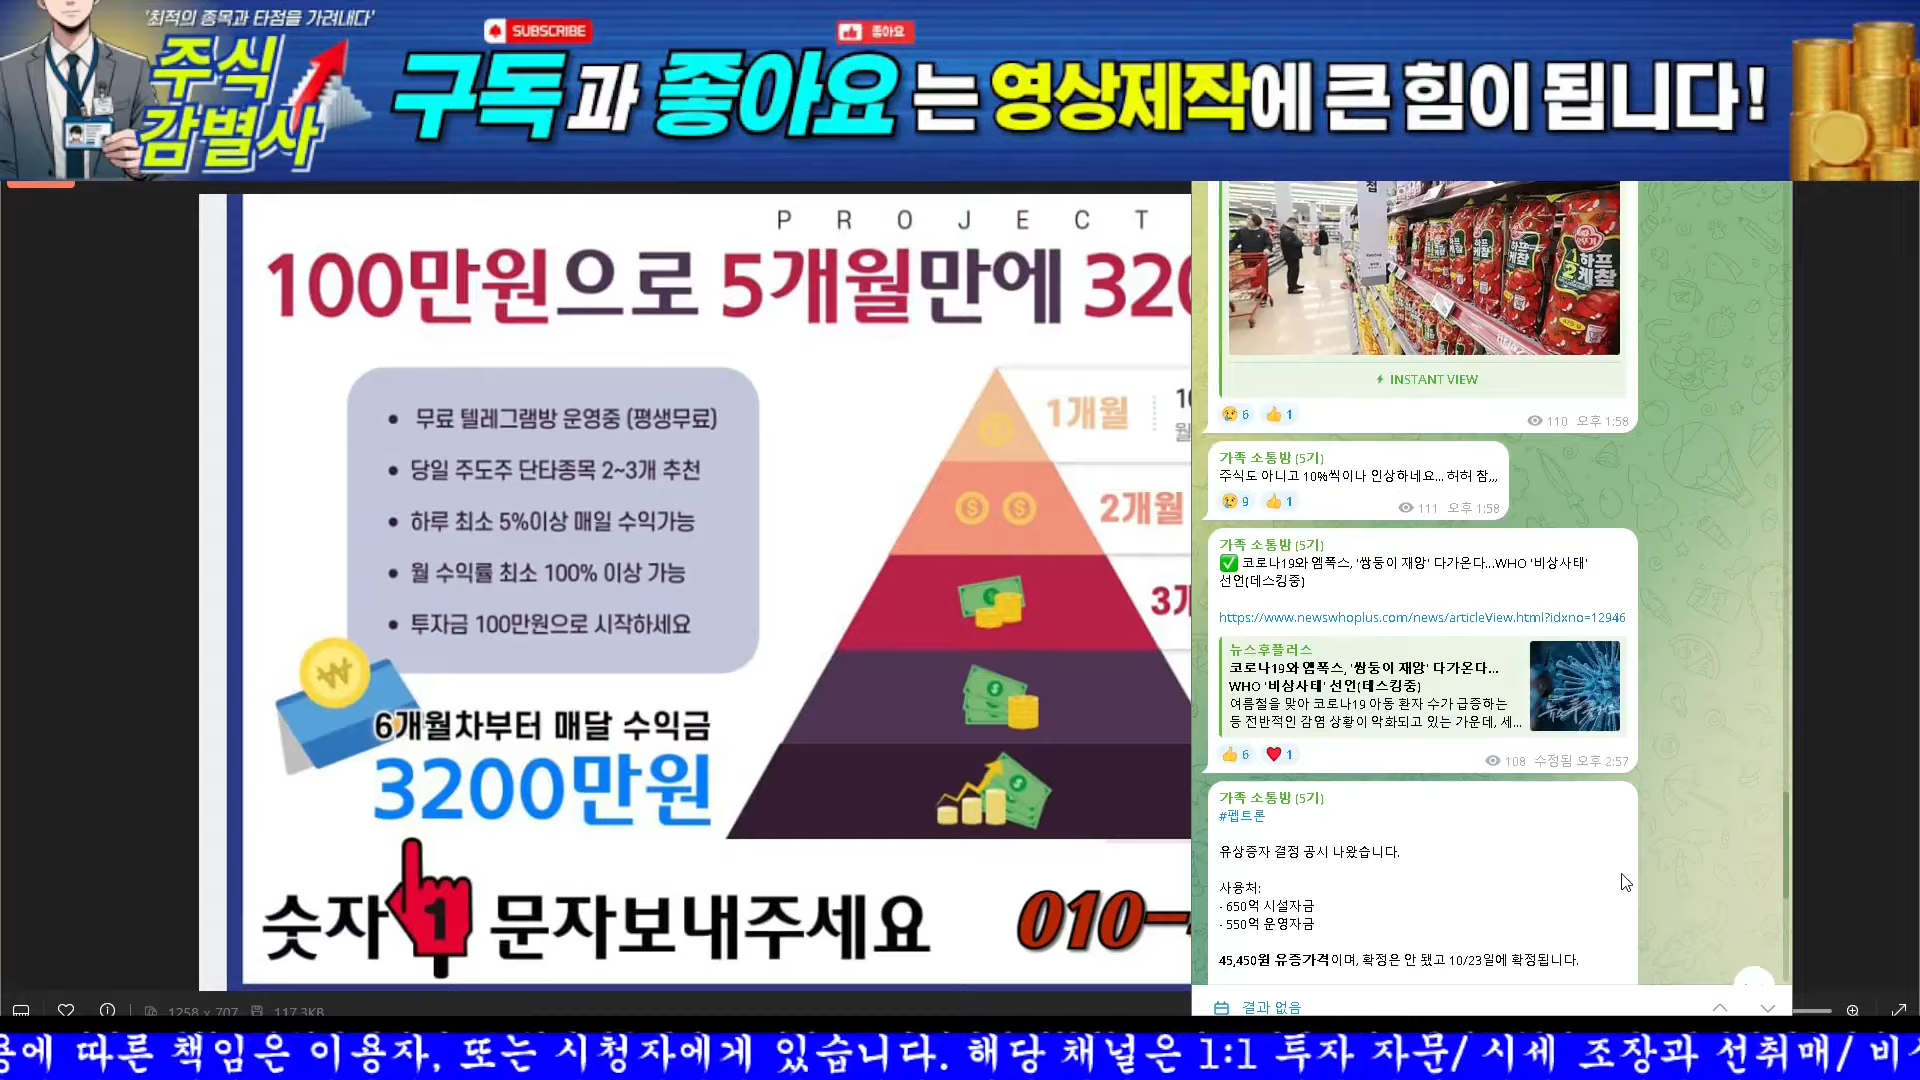 '최적의 종목과 타점을 가려내다'
주식
감별사
SUBSCRIBE
좋아요
구독과 좋아요는 영상제작에 큰 힘이 됩니다!
PROJECT
100만원으로 5개월만에 320
• 무료 텔레그램방 운영중 (평생무료)
• 당일 주도주 단타종목 2~3개 추천
• 하루 최소 5%이상 매일 수익가능
• 월 수익률 최소 100% 이상 가능
• 투자금 100만원으로 시작하세요
1개월
10
월
2개월
3개
6개월차부터 매달 수익금
3200만원
숫자 1 문자보내주세요
010-
1258 x 707
117.3KB
하프
케챂
INSTANT VIEW
6
1
110 오후 1:58
가족 소통방 (5기)
주식도 아니고 10%씩이나 인상하네요... 허허 참,,,
9
1
111 오후 1:58
가족 소통방 (5기)
코로나19와 엠폭스, '쌍둥이 재앙' 다가온다...WHO '비상사태'
선언(데스킹중)
https://www.newswhoplus.com/news/articleView.html?idxno=12946
뉴스후플러스
코로나19와 엠폭스, '쌍둥이 재앙' 다가온다...
WHO '비상사태' 선언(데스킹중)
여름철을 맞아 코로나19 아동 환자 수가 급증하는
등 전반적인 감염 상황이 악화되고 있는 가운데, 세...
6
1
108 수정됨 오후 2:57
가족 소통방 (5기)
#펩트론
유상증자 결정 공시 나왔습니다.
사용처:
- 650억 시설자금
- 550억 운영자금
45,450원 유증가격이며, 확정은 안 됐고 10/23일에 확정됩니다.
결과 없음
용에 따른 책임은 이용자, 또는 시청자에게 있습니다. 해당 채널은 1:1 투자 자문/ 시세 조장과 선취매/ 비